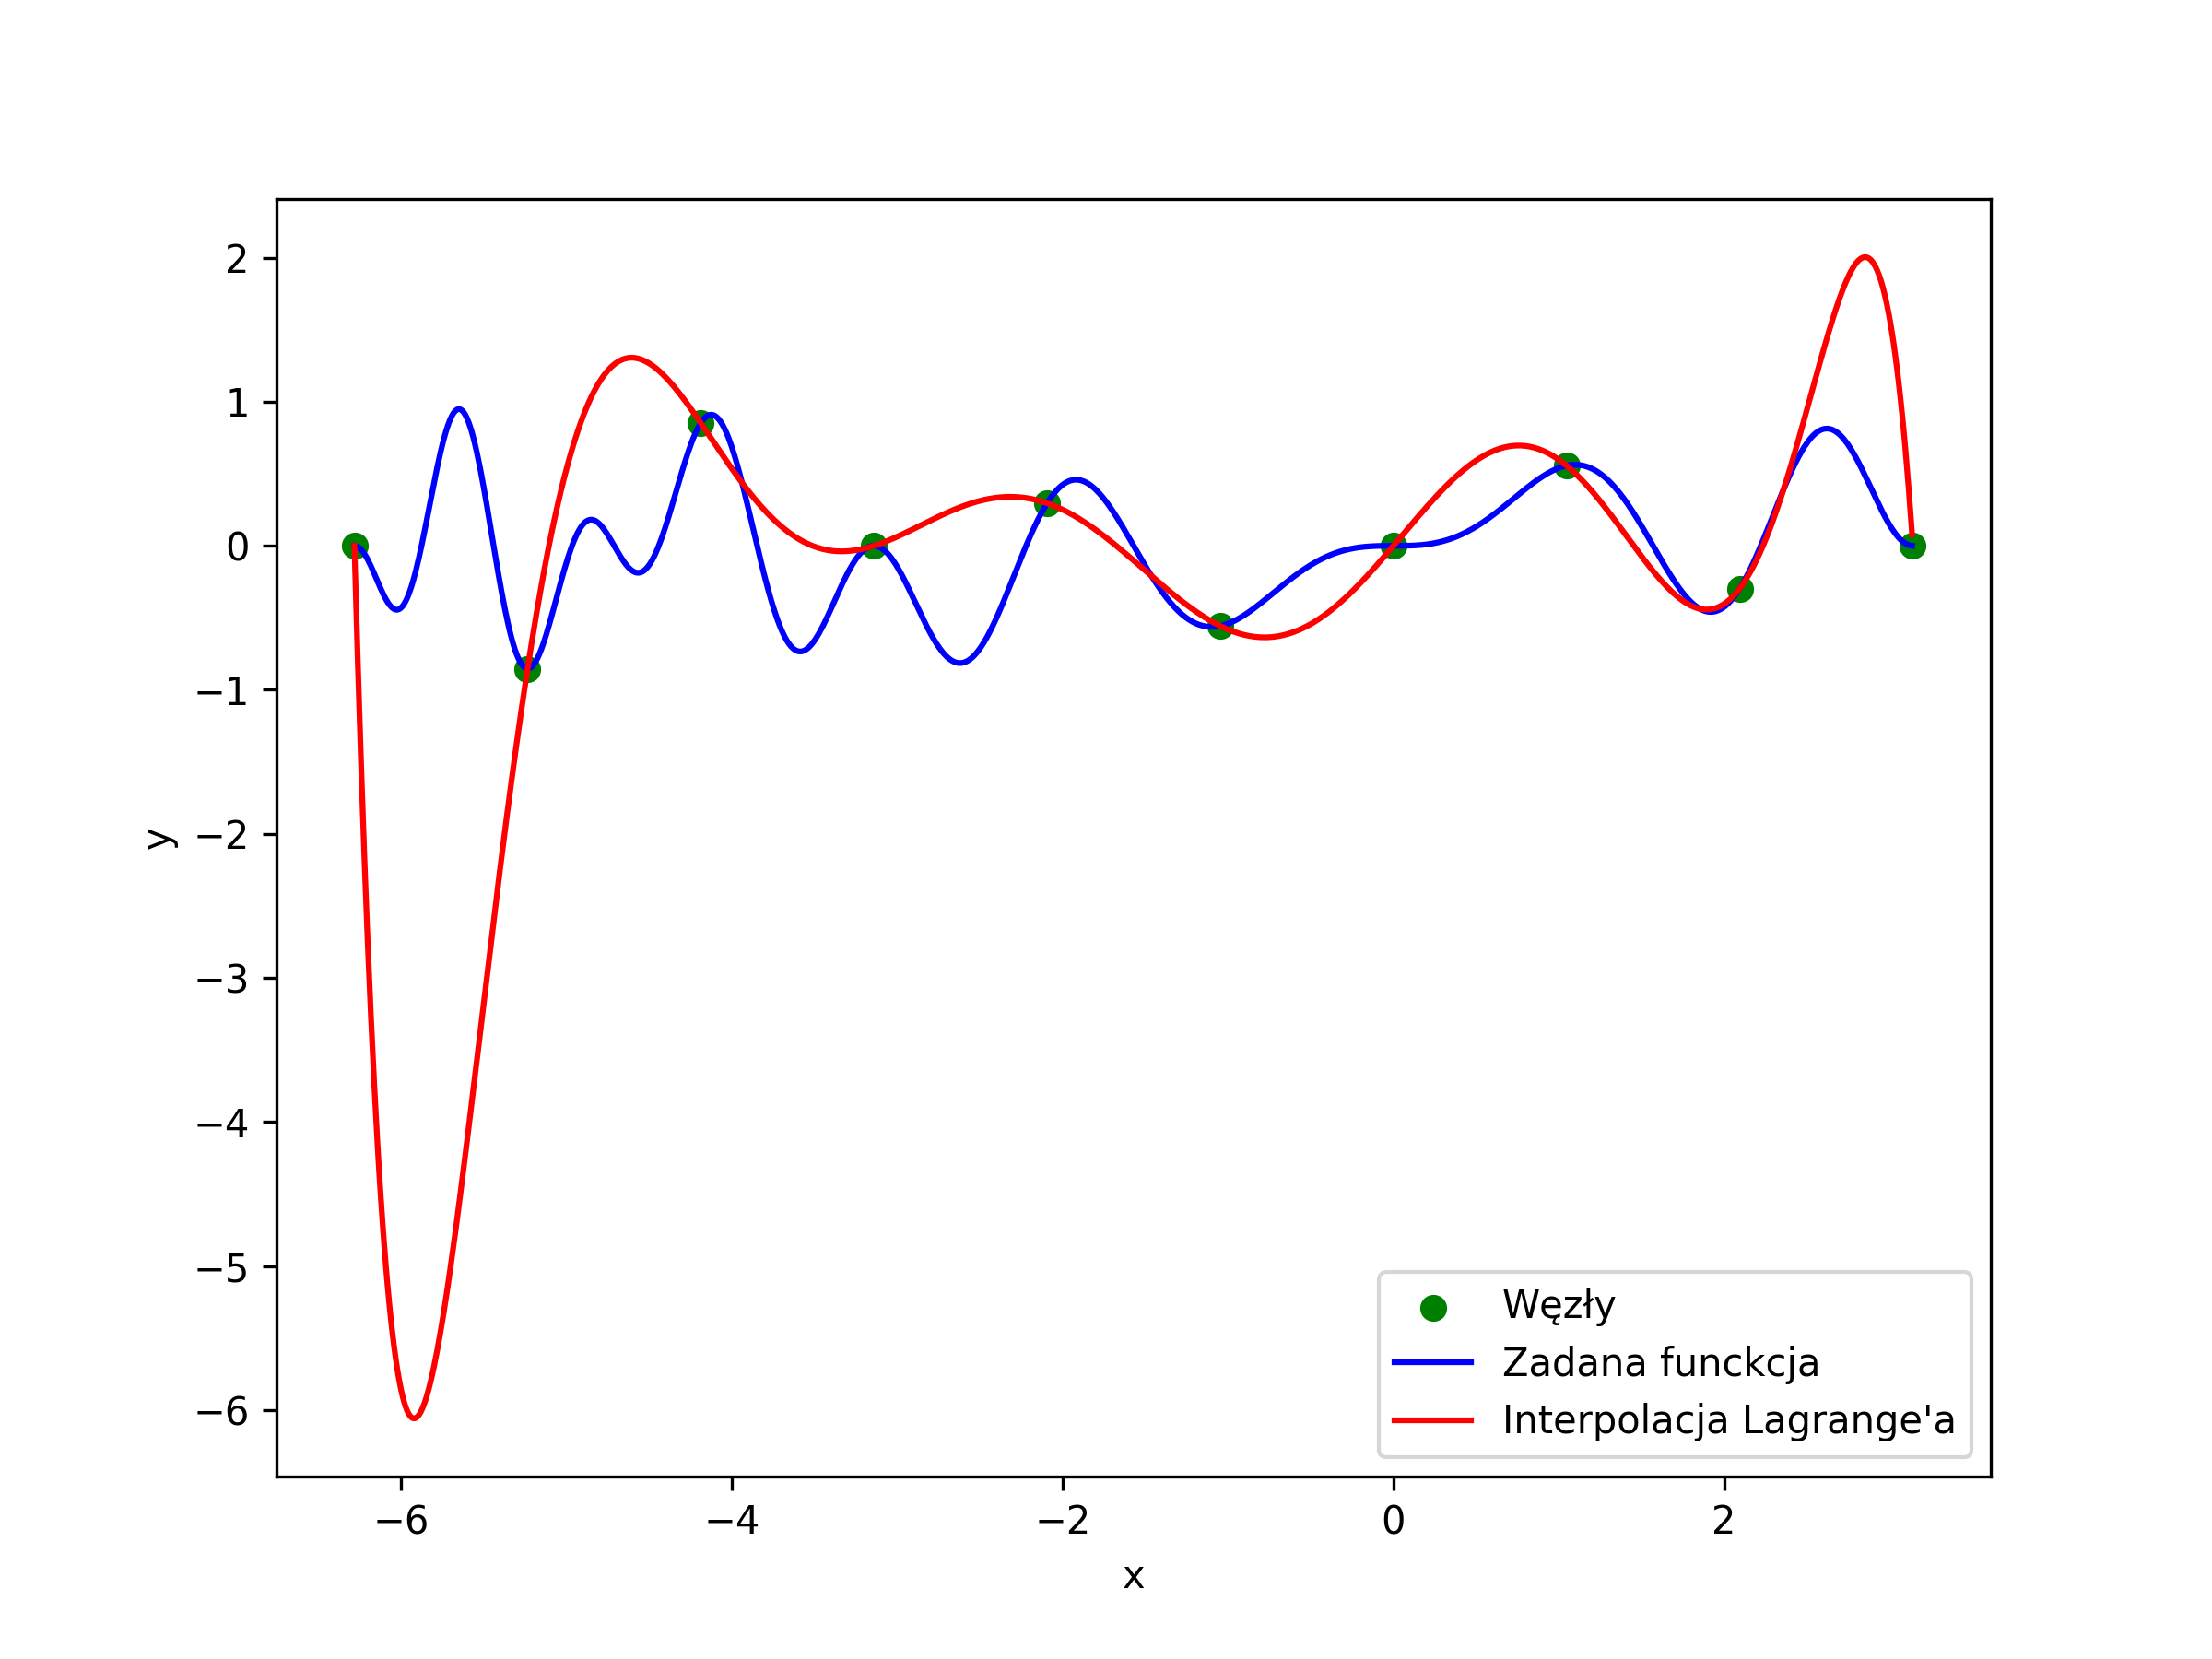 2
1
0
−1
−2
−3
−4
−5
−6
y
−6 −4 −2 0 2
x
Węzły
Zadana funckcja
Interpolacja Lagrange'a